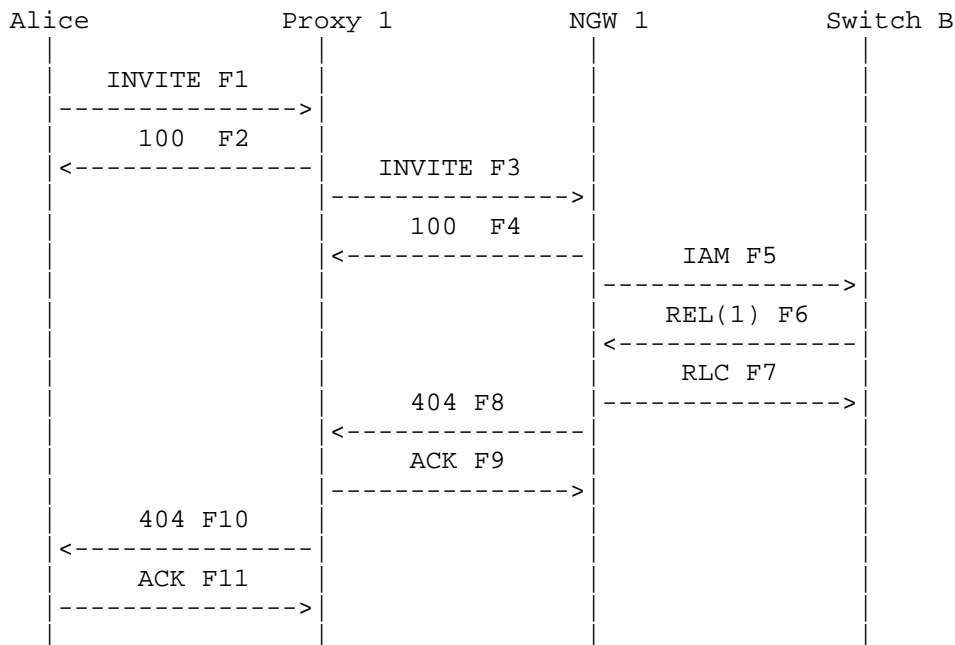 Alice Proxy 1 NGW 1 Switch B
INVITE F1
100 F2
INVITE F3
100 F4
IAM F5
REL(1) F6
RLC F7
404 F8
ACK F9
404 F10
ACK F11